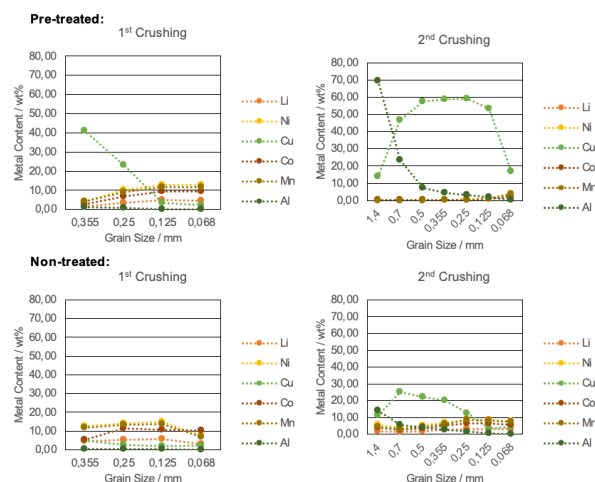 Pre-treated:
1st Crushing
80,00
70,00
60,00
50,00
40,00
30,00
20,00
10,00
0,00
Metal Content / wt%
0,355
0,25
0,125
0,068
Grain Size / mm
Li
Ni
Cu
Co
Mn
Al
2nd Crushing
80,00
70,00
60,00
50,00
40,00
30,00
20,00
10,00
0,00
Metal Content / wt%
1,4
0,7
0,5
0,355
0,25
0,125
0,068
Grain Size / mm
Li
Ni
Cu
Co
Mn
Al
Non-treated:
1st Crushing
80,00
70,00
60,00
50,00
40,00
30,00
20,00
10,00
0,00
Metal Content / wt%
0,355
0,25
0,125
0,068
Grain Size / mm
Li
Ni
Cu
Co
Mn
Al
2nd Crushing
80,00
70,00
60,00
50,00
40,00
30,00
20,00
10,00
0,00
Metal Content / wt%
1,4
0,7
0,5
0,355
0,25
0,125
0,068
Grain Size / mm
Li
Ni
Cu
Co
Mn
Al